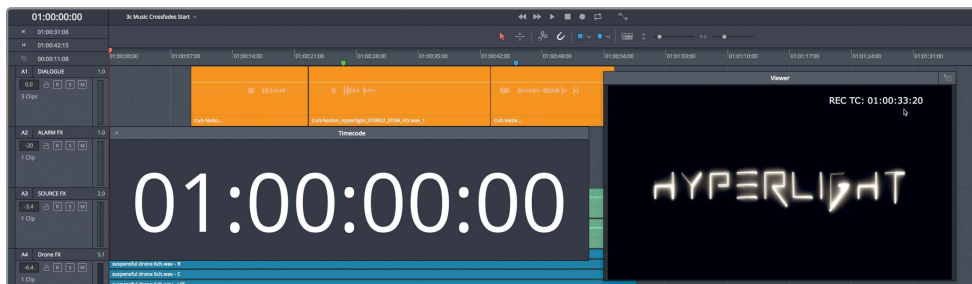 01:00:00:00
3c Music Crossfades Start
01:00:31:06
01:00:42:15
00:00:11:08
01:00:00:00 01:00:07:00 01:00:14:00 01:00:21:00 01:00:28:00 01:00:35:00 01:00:42:00 01:00:49:00 01:00:56:00 01:01:03:00 01:01:10:00 01:01:17:00 01:01:24:00 01:01:31:00
A1 DIALOGUE 1.0
0.0 R S M
3 Clips
Cult-Natio...
Cult-Nation_Hyperlight_STEREO_STEM_VO.wav_1
Cult-Natio...
Viewer
REC TC: 01:00:33:20
HYPERLIGHT
A2 ALARM FX 1.0
-20 R S M
1 Clip
Timecode
01:00:00:00
A3 SOURCE FX 2.0
-3.4 R S M
1 Clip
A4 Drone FX 5.1
-6.4 R S M
1 Clip
suspensful drone 6ch.wav - R
suspensful drone 6ch.wav - C